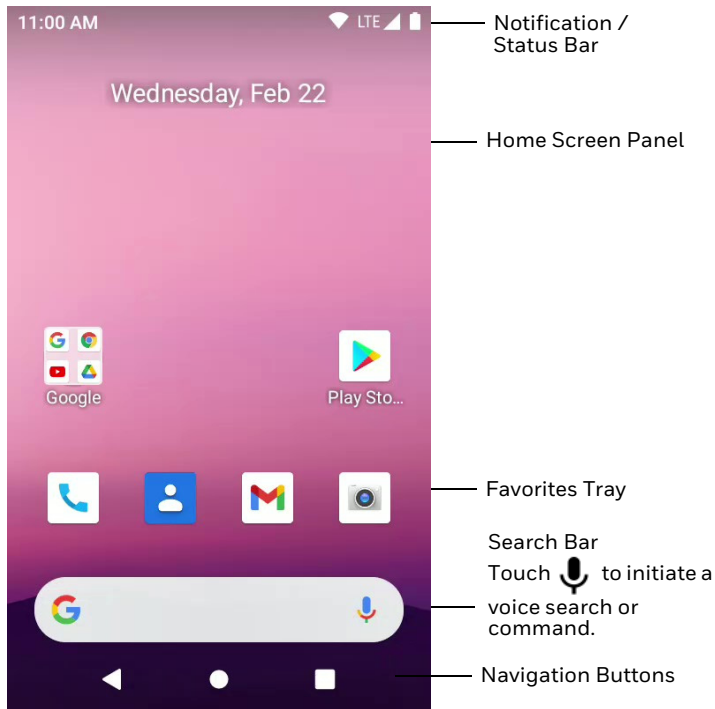 11:00 AM
LTE
Notification /
Status Bar
Wednesday, Feb 22
Home Screen Panel
Google
Play Sto...
Favorites Tray
Search Bar
Touch to initiate a
voice search or
command.
Navigation Buttons